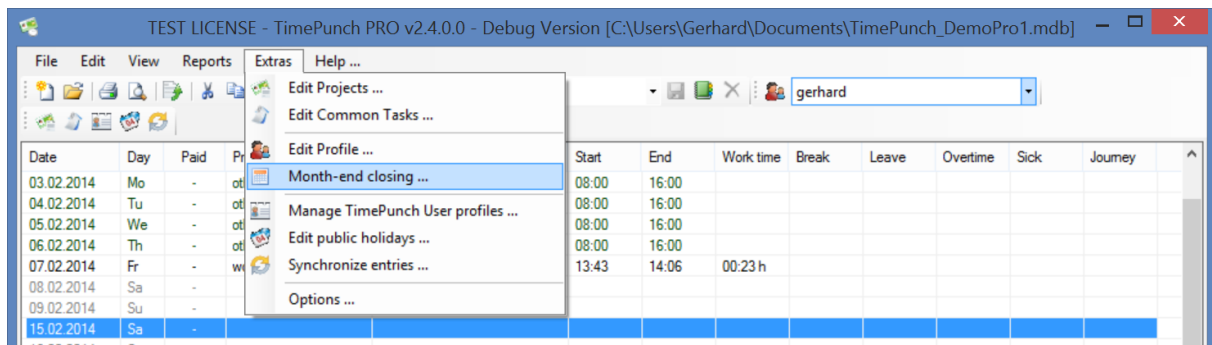 TEST LICENSE - TimePunch PRO v2.4.0.0 - Debug Version [C:\Users\Gerhard\Documents\TimePunch_DemoPro1.mdb]
File Edit View Reports Extras Help ...
Edit Projects ...
gerhard
Edit Common Tasks ...
Edit Profile ...
Date Day Paid Pr Start End Work time Break Leave Overtime Sick Journey
Month-end closing ...
03.02.2014 Mo - ot 08:00 16:00
04.02.2014 Tu - ot 08:00 16:00
Manage TimePunch User profiles ...
05.02.2014 We - ot 08:00 16:00
Edit public holidays ...
06.02.2014 Th - ot 08:00 16:00
Synchronize entries ...
07.02.2014 Fr - w 13:43 14:06 00:23 h
08.02.2014 Sa -
Options ...
09.02.2014 Su -
15.02.2014 Sa -